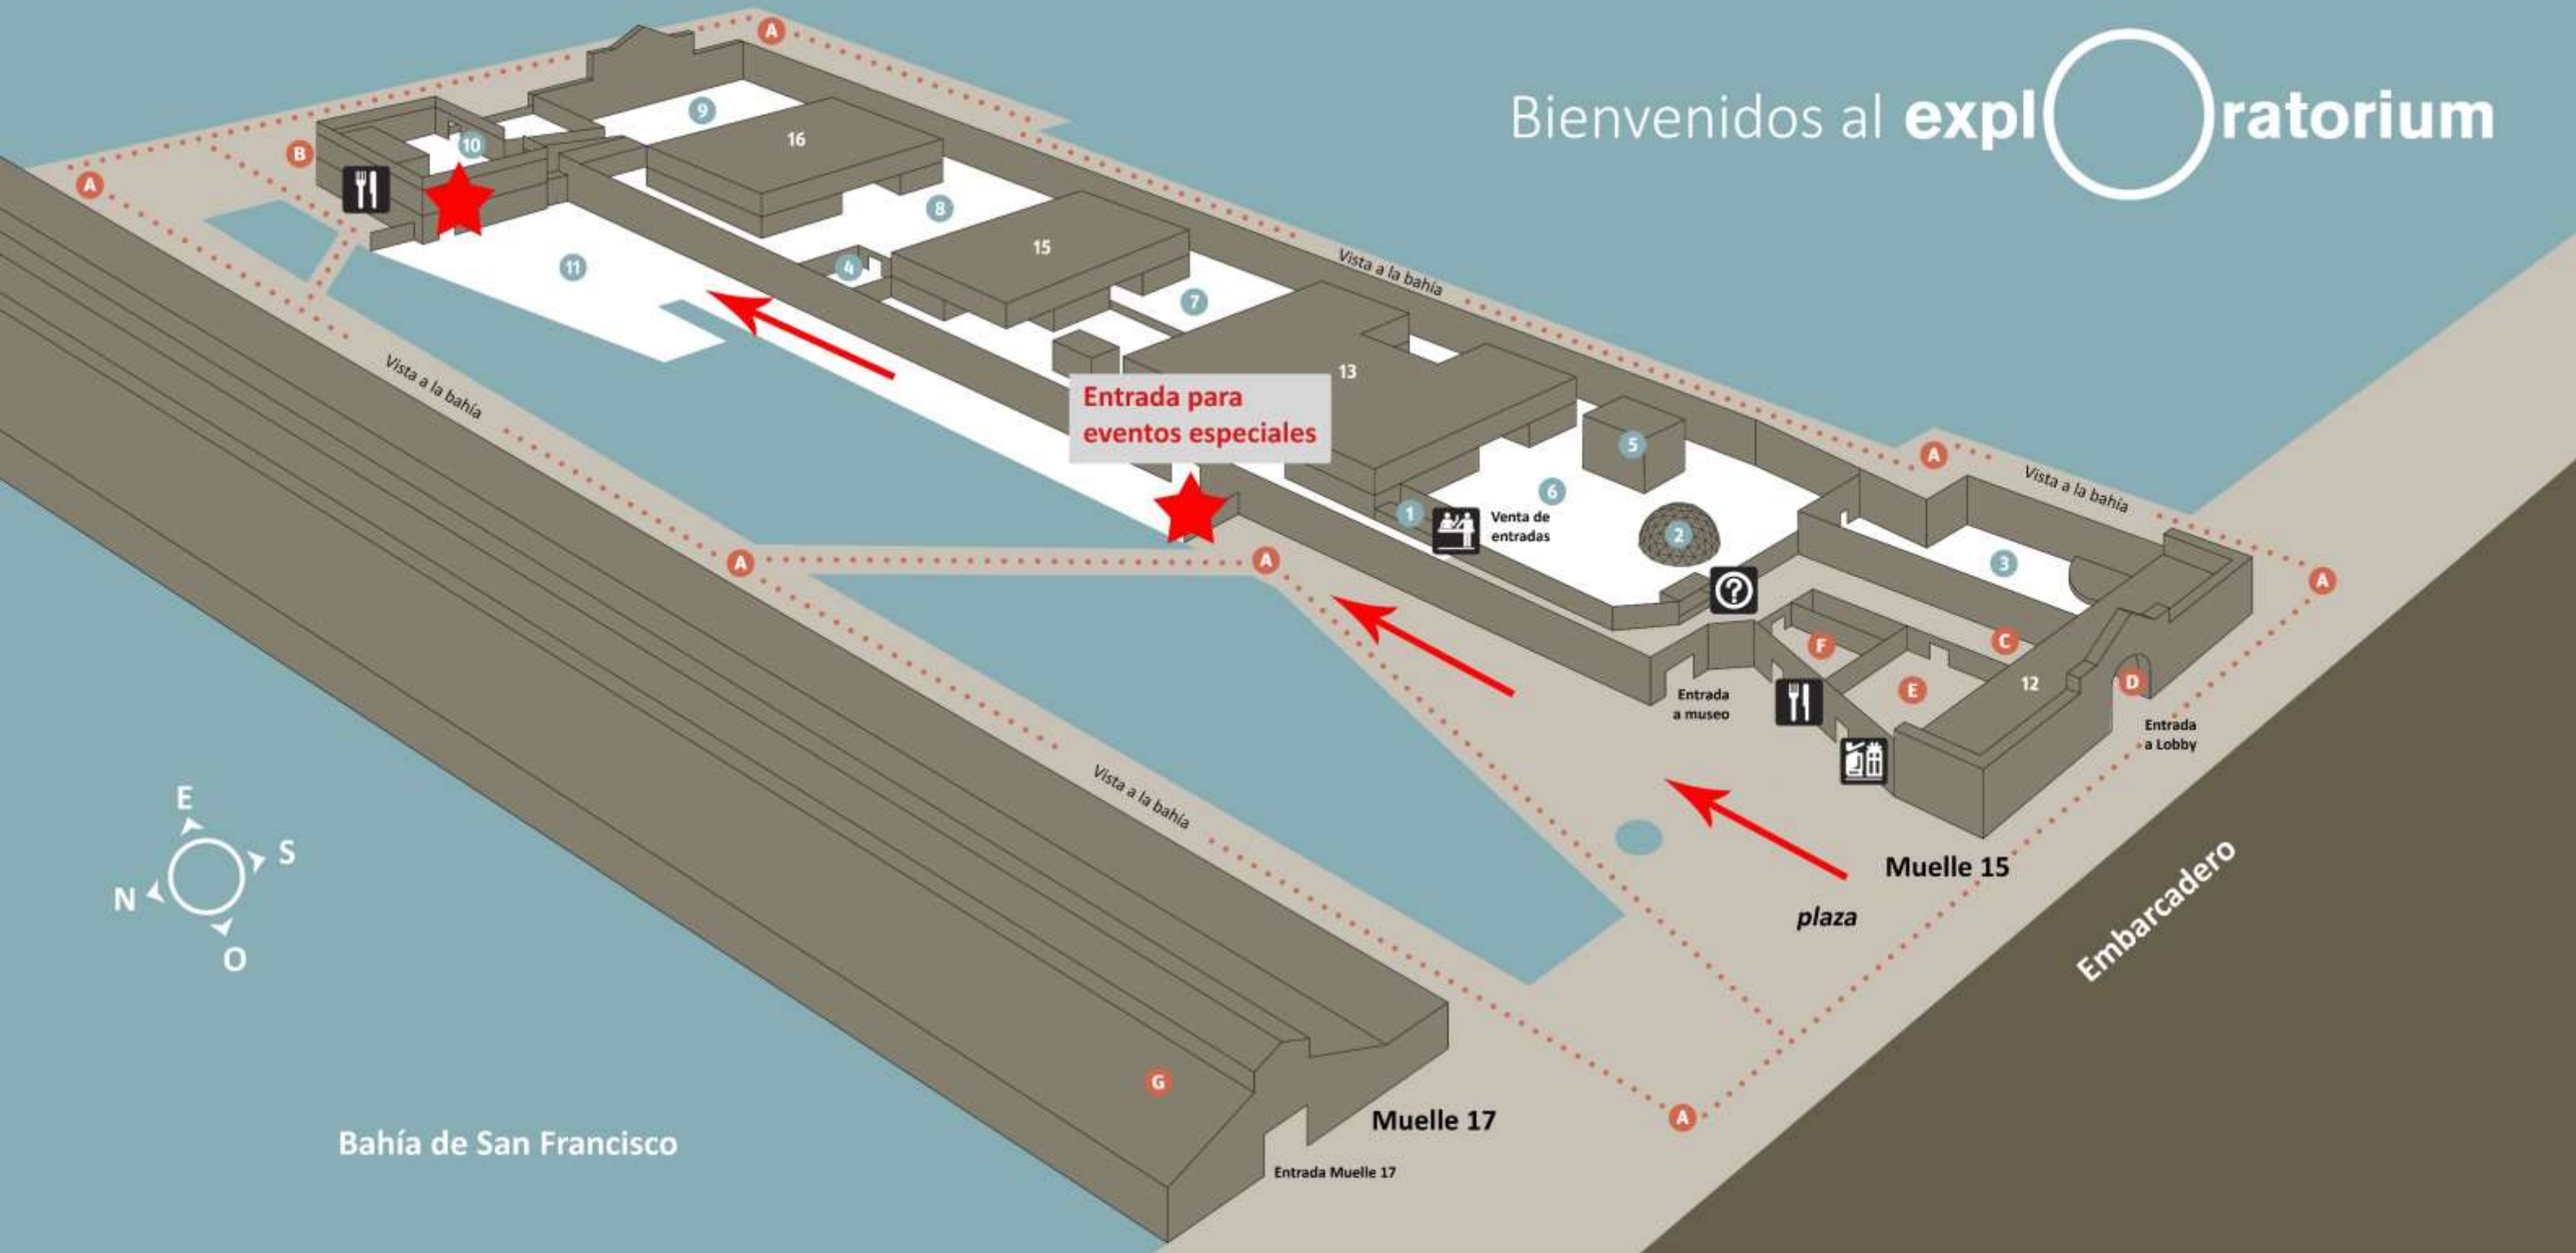 Bienvenidos al exploratorium
A
9
16
10
B
A
8
15
11
4
Vista a la bahía
7
13
Vista a la bahía
Entrada para
eventos especiales
5
A
Vista a la bahía
6
1
Venta de
entradas
2
?
3
A
A
A
F
C
E
12
D
Entrada
a museo
Entrada
a Lobby
Vista a la bahía
E
S
N
O
Muelle 15
plaza
Embarcadero
G
Muelle 17
A
Bahía de San Francisco
Entrada Muelle 17